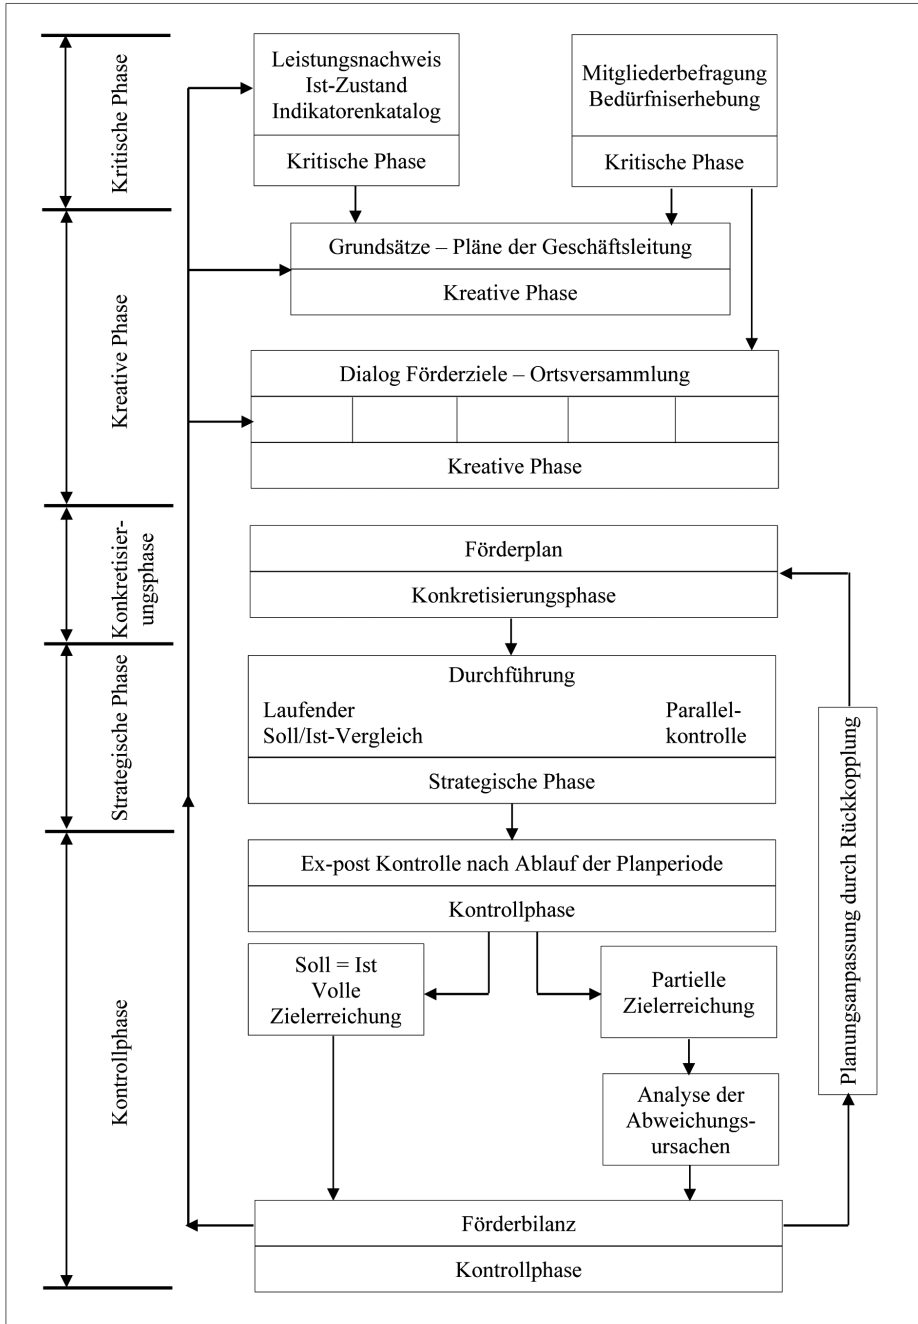 Kritische Phase
Kreative Phase
Konkretisier-
ungsphase
Strategische Phase
Kontrollphase
Leistungsnachweis
Ist-Zustand
Indikatorenkatalog
Kritische Phase
Mitgliederbefragung
Bedürfniserhebung
Kritische Phase
Grundsätze – Pläne der Geschäftsleitung
Kreative Phase
Dialog Förderziele – Ortsversammlung
Kreative Phase
Förderplan
Konkretisierungsphase
Durchführung
Laufender
Soll/Ist-Vergleich
Parallel-
kontrolle
Strategische Phase
Ex-post Kontrolle nach Ablauf der Planperiode
Kontrollphase
Soll = Ist
Volle
Zielerreichung
Partielle
Zielerreichung
Analyse der
Abweichungs-
ursachen
Förderbilanz
Kontrollphase
Planungsanpassung durch Rückkopplung